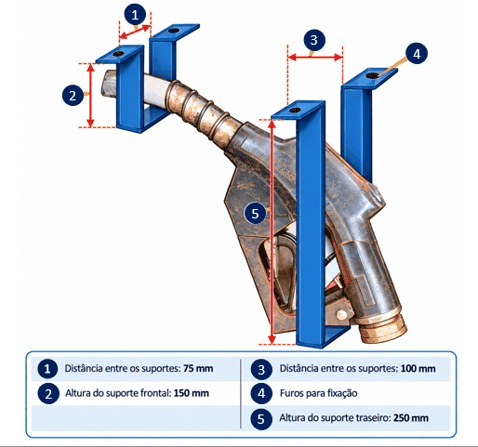 1
3
4
2
5
1 Distância entre os suportes: 75 mm
3 Distância entre os suportes: 100 mm
2 Altura do suporte frontal: 150 mm
4 Furos para fixação
5 Altura do suporte traseiro: 250 mm